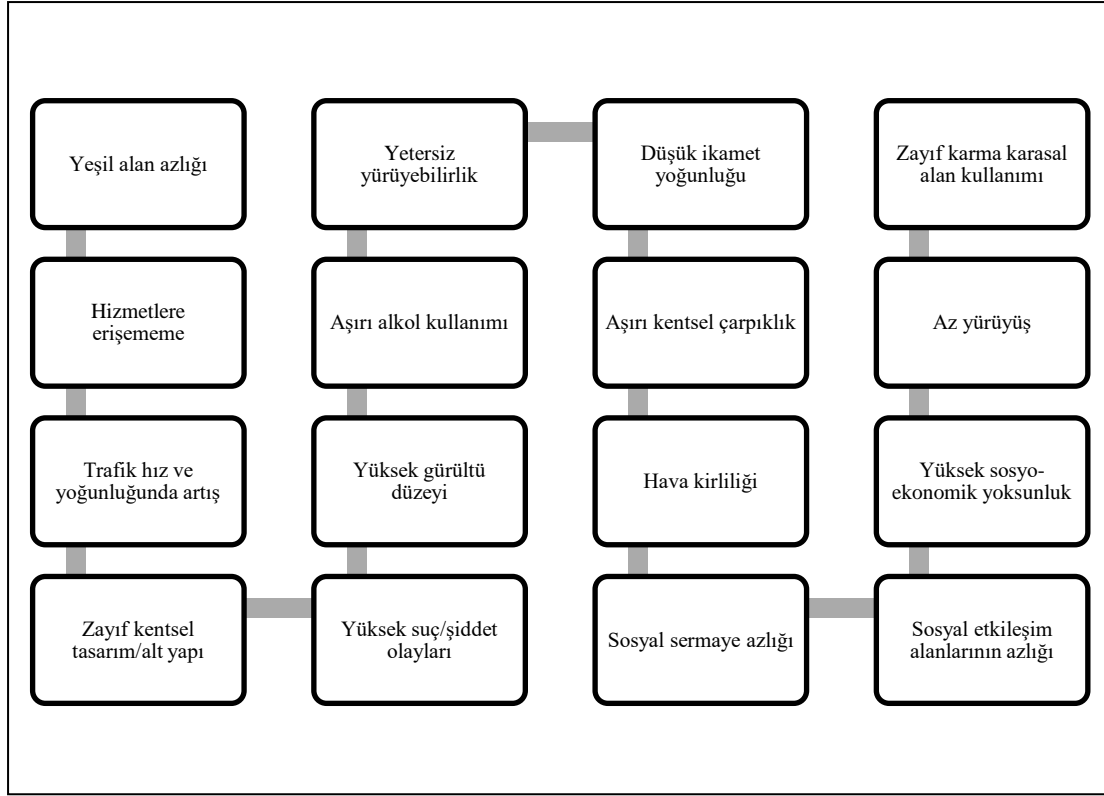 Yeşil alan azlığı
Hizmetlere
erişememe
Trafik hız ve
yoğunluğunda artış
Zayıf kentsel
tasarım/alt yapı
Yüksek suç/şiddet
olayları
Yüksek gürültü
düzeyi
Aşırı alkol kullanımı
Yetersiz
yürüyebilirlik
Düşük ikamet
yoğunluğu
Aşırı kentsel çarpıklık
Hava kirliliği
Sosyal sermaye azlığı
Sosyal etkileşim
alanlarının azlığı
Yüksek sosyo-
ekonomik yoksunluk
Az yürüyüş
Zayıf karma karasal
alan kullanımı